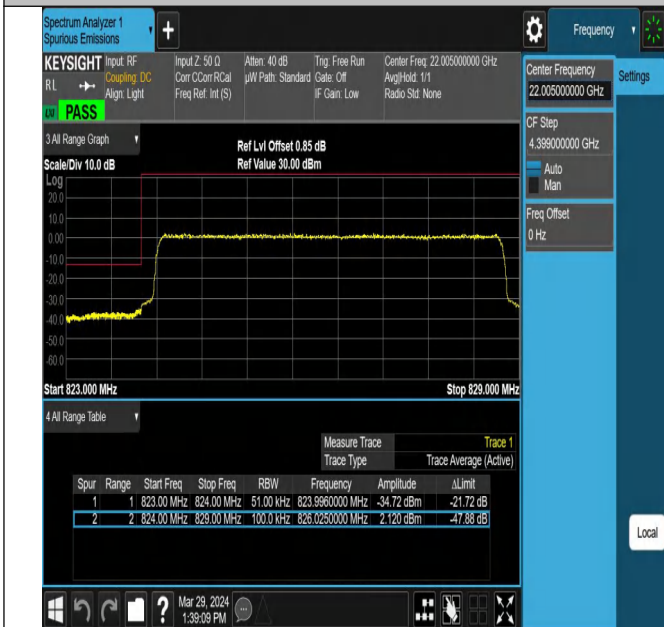 Spectrum Analyzer 1
Spurious Emissions
Frequency
KEYSIGHT Input: RF Input Z: 50 Ω Atten: 40 dB Trig: Free Run Center Freq: 22.005000000 GHz
RL Coupling: DC Corr CCorr RCal µW Path: Standard Gate: Off Avg|Hold: 1/1
Align: Light Freq Ref: Int (S) IF Gain: Low Radio Std: None
PASS
3 All Range Graph
Ref Lvl Offset 0.85 dB
Scale/Div 10.0 dB Ref Value 30.00 dBm
Log
20.0
10.0
0.00
-10.0
-20.0
-30.0
-40.0
-50.0
-60.0
Start 823.000 MHz Stop 829.000 MHz
4 All Range Table
Measure Trace Trace 1
Trace Type Trace Average (Active)
Spur Range Start Freq Stop Freq RBW Frequency Amplitude ΔLimit
1 1 823.00 MHz 824.00 MHz 51.00 kHz 823.9960000 MHz -34.72 dBm -21.72 dB
2 2 824.00 MHz 829.00 MHz 100.0 kHz 826.0250000 MHz 2.120 dBm -47.88 dB
Mar 29, 2024
1:39:09 PM
Center Frequency
22.005000000 GHz
Settings
CF Step
4.399000000 GHz
Auto
Man
Freq Offset
0 Hz
Local